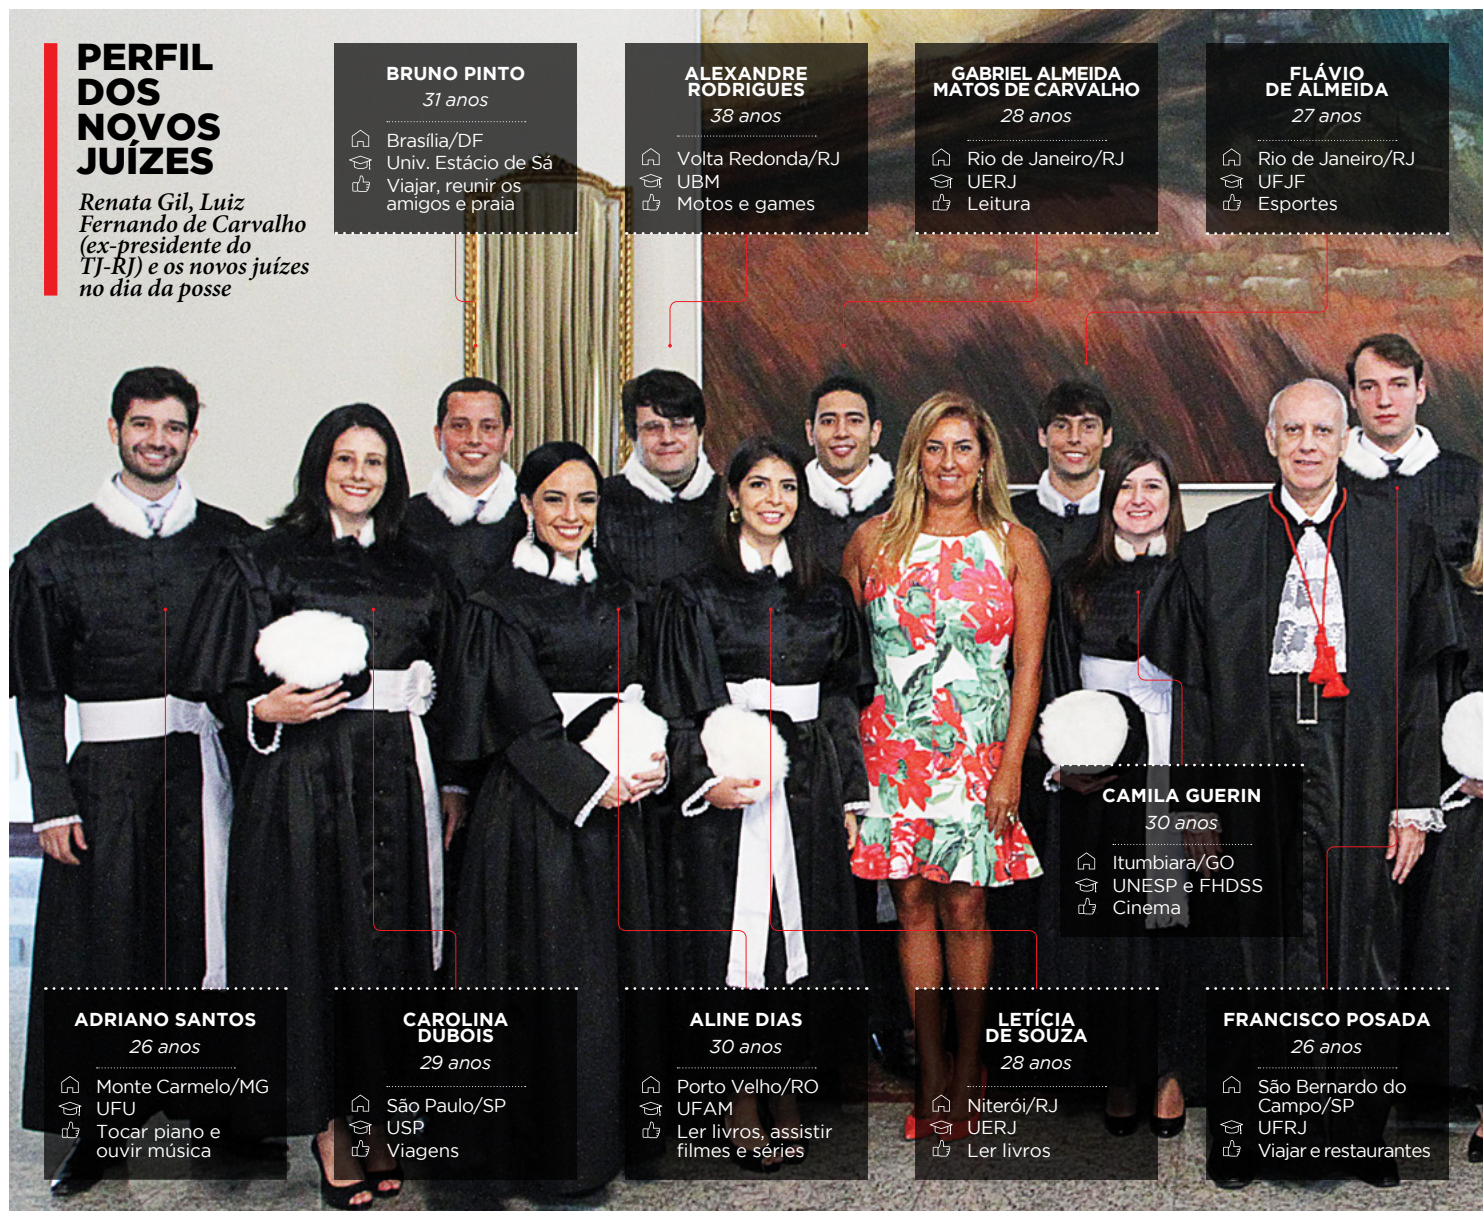 PERFIL
DOS
NOVOS
JUÍZES
Renata Gil, Luiz
Fernando de Carvalho
(ex-presidente do
TJ-RJ) e os novos juízes
no dia da posse
BRUNO PINTO
31 anos
Brasília/DF
Univ. Estácio de Sá
Viajar, reunir os
amigos e praia
ALEXANDRE
RODRIGUES
38 anos
Volta Redonda/RJ
UBM
Motos e games
GABRIEL ALMEIDA
MATOS DE CARVALHO
28 anos
Rio de Janeiro/RJ
UERJ
Leitura
FLÁVIO
DE ALMEIDA
27 anos
Rio de Janeiro/RJ
UFJF
Esportes
CAMILA GUERIN
30 anos
Itumbiara/GO
UNESP e FHDSS
Cinema
ADRIANO SANTOS
26 anos
Monte Carmelo/MG
UFU
Tocar piano e
ouvir música
CAROLINA
DUBOIS
29 anos
São Paulo/SP
USP
Viagens
ALINE DIAS
30 anos
Porto Velho/RO
UFAM
Ler livros, assistir
filmes e séries
LETÍCIA
DE SOUZA
28 anos
Niterói/RJ
UERJ
Ler livros
FRANCISCO POSADA
26 anos
São Bernardo do
Campo/SP
UFRJ
Viajar e restaurantes